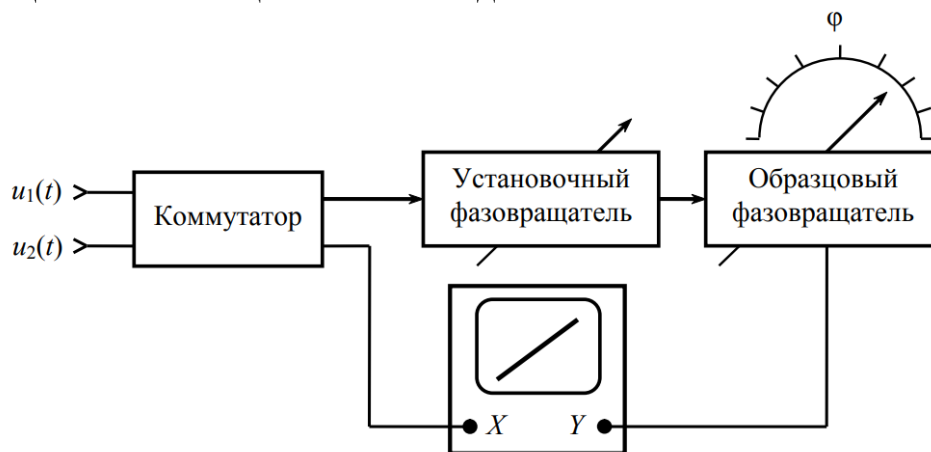 φ
u₁(t)
u₂(t)
Коммутатор
Установочный
фазовращатель
Образцовый
фазовращатель
X Y